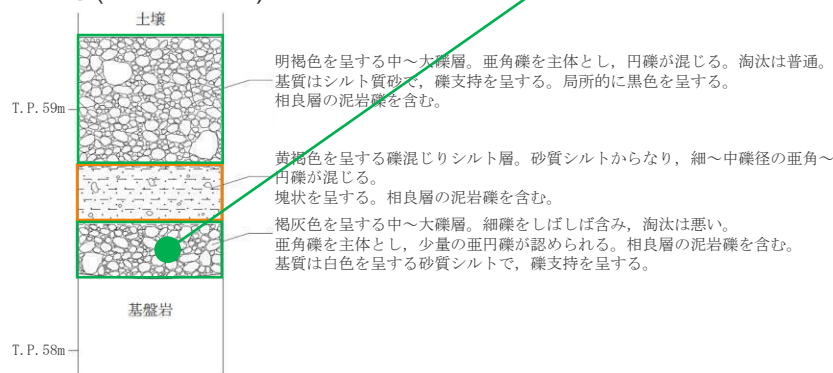 土壌
明褐色を呈する中～大礫層。亜角礫を主体とし，円礫が混じる。淘汰は普通。
基質はシルト質砂で，礫支持を呈する。局所的に黒色を呈する。
相良層の泥岩礫を含む。
T.P.59m
黄褐色を呈する礫混じりシルト層。砂質シルトからなり，細～中礫径の亜角～
円礫が混じる。
塊状を呈する。相良層の泥岩礫を含む。
褐灰色を呈する中～大礫層。細礫をしばしば含み，淘汰は悪い。
亜角礫を主体とし，少量の亜円礫が認められる。相良層の泥岩礫を含む。
基質は白色を呈する砂質シルトで，礫支持を呈する。
基盤岩
T.P.58m